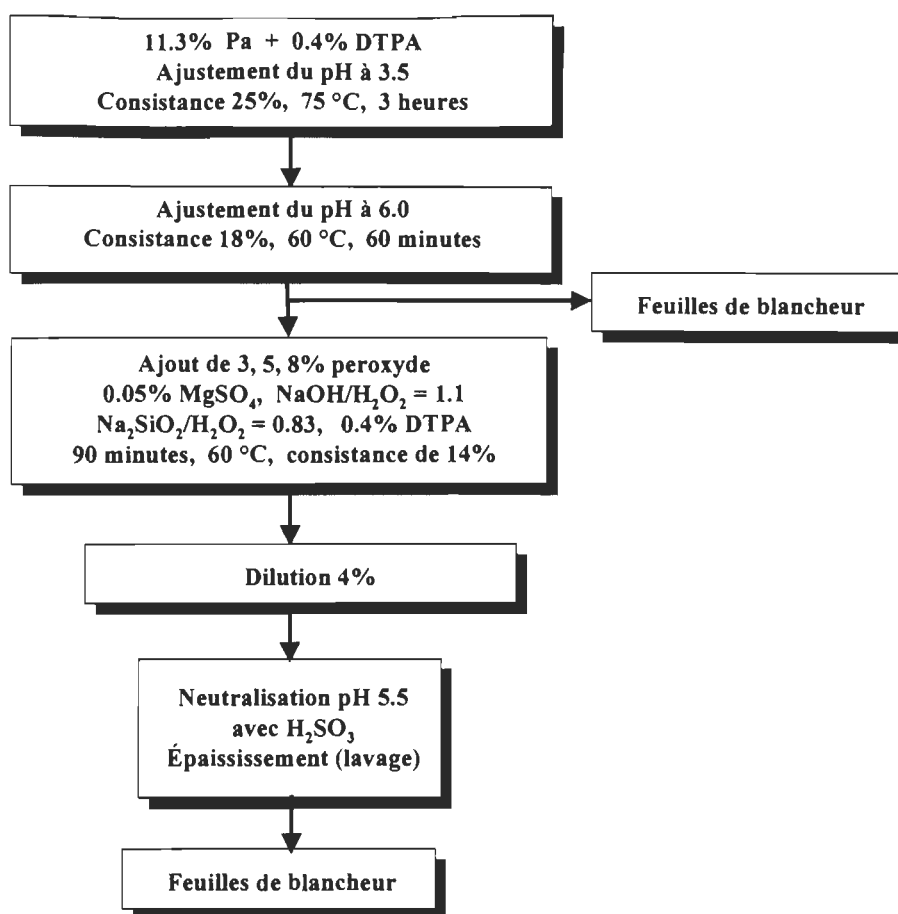 11.3% Pa + 0.4% DTPA
Ajustement du pH à 3.5
Consistance 25%, 75 °C, 3 heures
Ajustement du pH à 6.0
Consistance 18%, 60 °C, 60 minutes
Feuilles de blancheur
Ajout de 3, 5, 8% peroxyde
0.05% MgSO₄, NaOH/H₂O₂ = 1.1
Na₂SiO₂/H₂O₂ = 0.83, 0.4% DTPA
90 minutes, 60 °C, consistance de 14%
Dilution 4%
Neutralisation pH 5.5
avec H₂SO₃
Épaississement (lavage)
Feuilles de blancheur